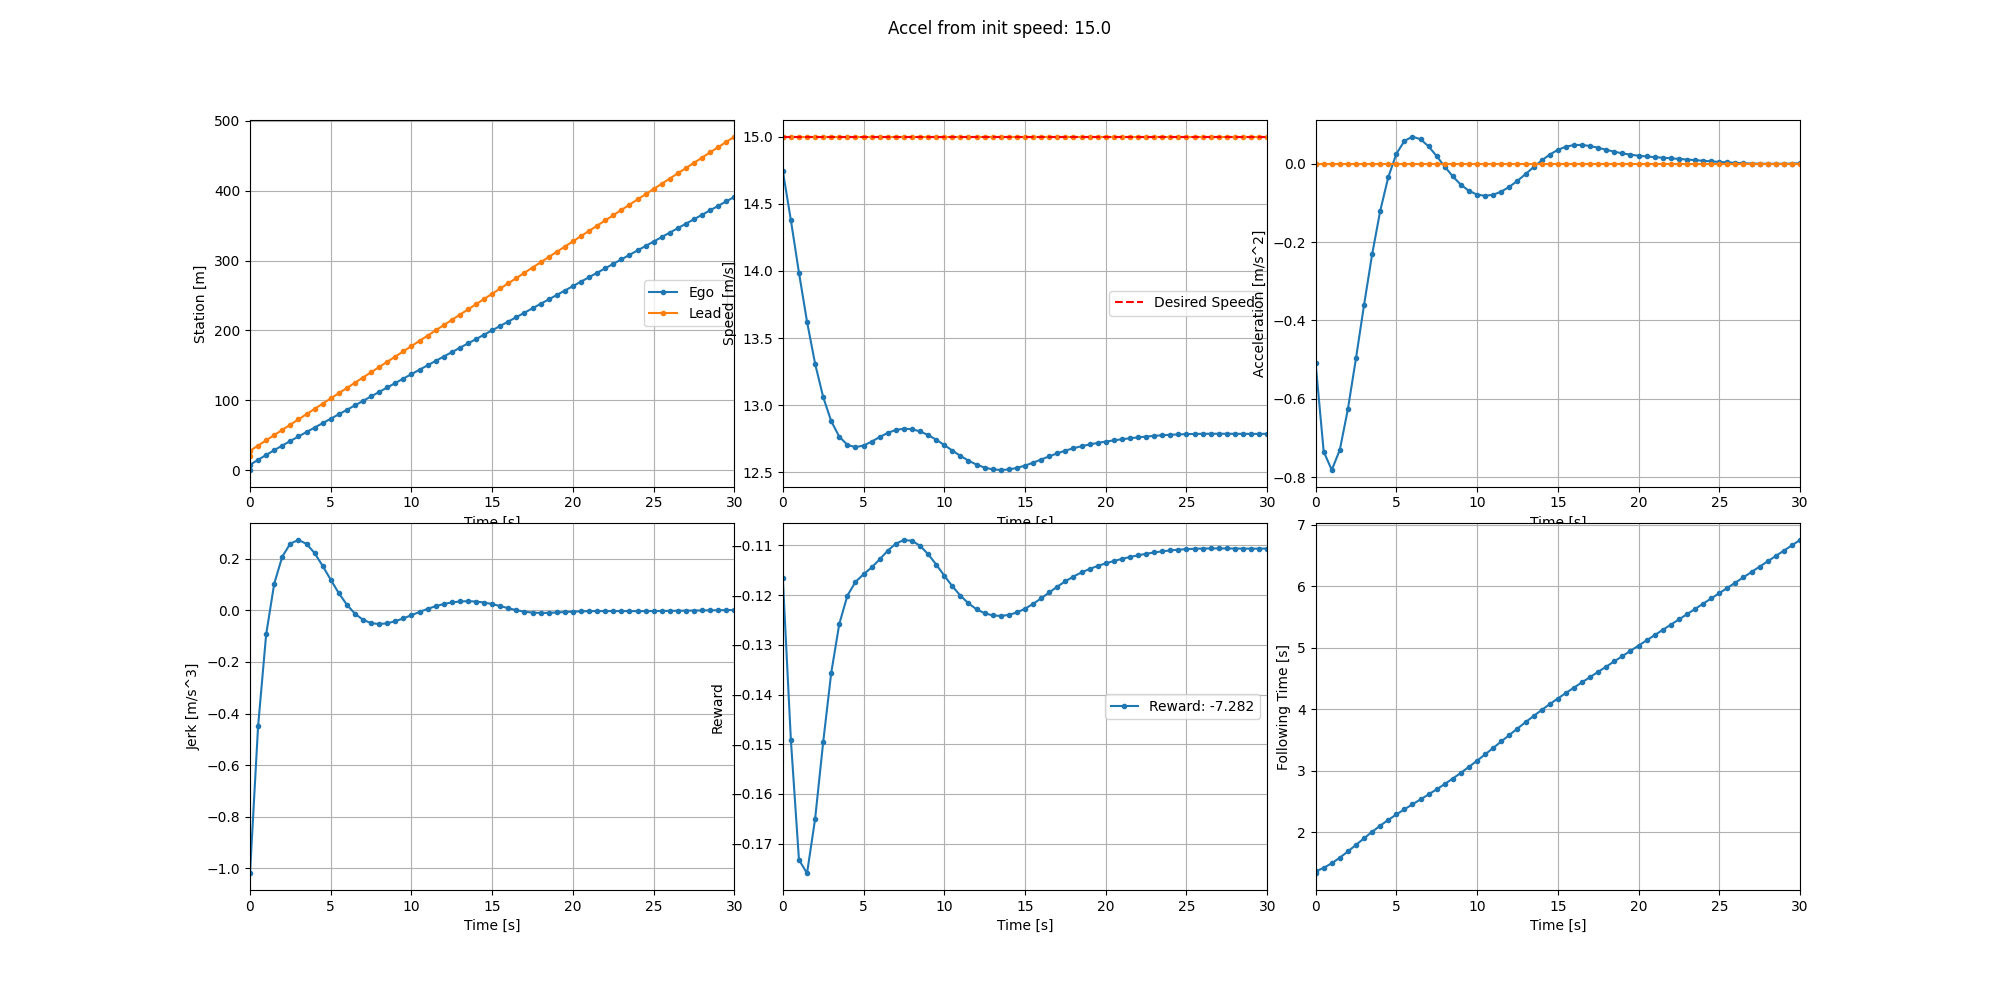 Accel from init speed: 15.0
Station [m]
500
400
300
200
100
0
Ego
Lead
0 5 10 15 20 25 30
Time [s]
Speed [m/s]
15.0
14.5
14.0
13.5
13.0
12.5
Desired Speed
0 5 10 15 20 25 30
Time [s]
Acceleration [m/s^2]
0.0
−0.2
−0.4
−0.6
−0.8
0 5 10 15 20 25 30
Time [s]
Jerk [m/s^3]
0.2
0.0
−0.2
−0.4
−0.6
−0.8
−1.0
0 5 10 15 20 25 30
Time [s]
Reward
−0.11
−0.12
−0.13
−0.14
−0.15
−0.16
−0.17
Reward: -7.282
0 5 10 15 20 25 30
Time [s]
Following Time [s]
7
6
5
4
3
2
0 5 10 15 20 25 30
Time [s]